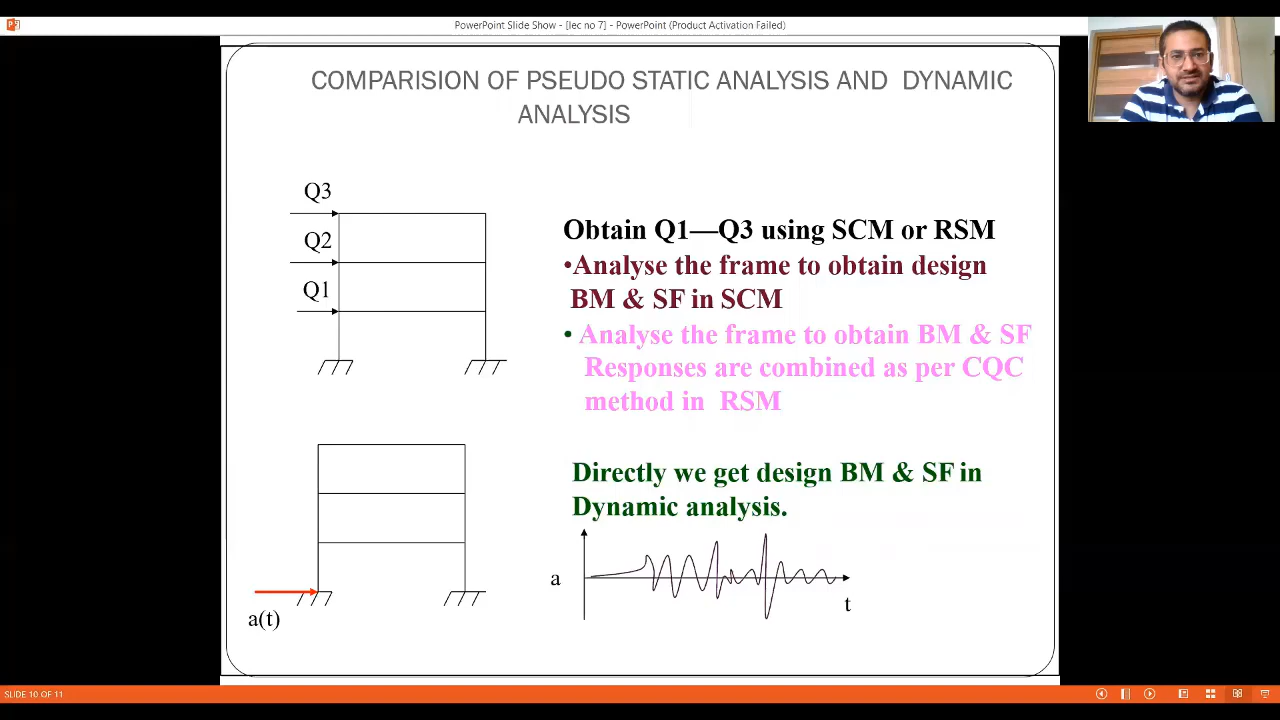 PowerPoint Slide Show - [lec no 7] - PowerPoint (Product Activation Failed)
COMPARISION OF PSEUDO STATIC ANALYSIS AND DYNAMIC
ANALYSIS
Q3
Q2
Q1
Obtain Q1—Q3 using SCM or RSM
•Analyse the frame to obtain design
BM & SF in SCM
• Analyse the frame to obtain BM & SF
Responses are combined as per CQC
method in RSM
Directly we get design BM & SF in
Dynamic analysis.
a
t
a(t)
SLIDE 10 OF 11